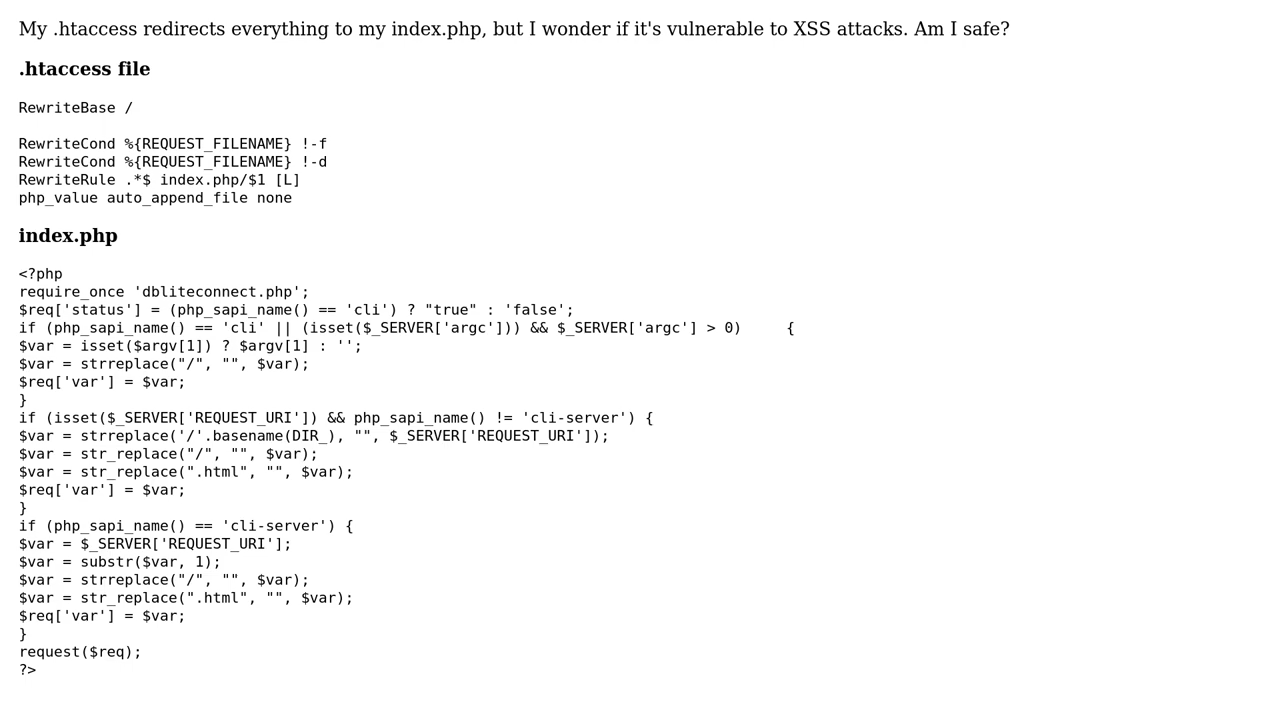 My .htaccess redirects everything to my index.php, but I wonder if it's vulnerable to XSS attacks. Am I safe?
.htaccess file
RewriteBase /
RewriteCond %{REQUEST_FILENAME} !-f
RewriteCond %{REQUEST_FILENAME} !-d
RewriteRule .*$ index.php/$1 [L]
php_value auto_append_file none
index.php
<?php
require_once 'dbliteconnect.php';
$req['status'] = (php_sapi_name() == 'cli') ? "true" : 'false';
if (php_sapi_name() == 'cli' || (isset($_SERVER['argc'])) && $_SERVER['argc'] > 0)     {
$var = isset($argv[1]) ? $argv[1] : '';
$var = strreplace("/", "", $var);
$req['var'] = $var;
}
if (isset($_SERVER['REQUEST_URI']) && php_sapi_name() != 'cli-server') {
$var = strreplace('/'.basename(DIR_), "", $_SERVER['REQUEST_URI']);
$var = str_replace("/", "", $var);
$var = str_replace(".html", "", $var);
$req['var'] = $var;
}
if (php_sapi_name() == 'cli-server') {
$var = $_SERVER['REQUEST_URI'];
$var = substr($var, 1);
$var = strreplace("/", "", $var);
$var = str_replace(".html", "", $var);
$req['var'] = $var;
}
request($req);
?>